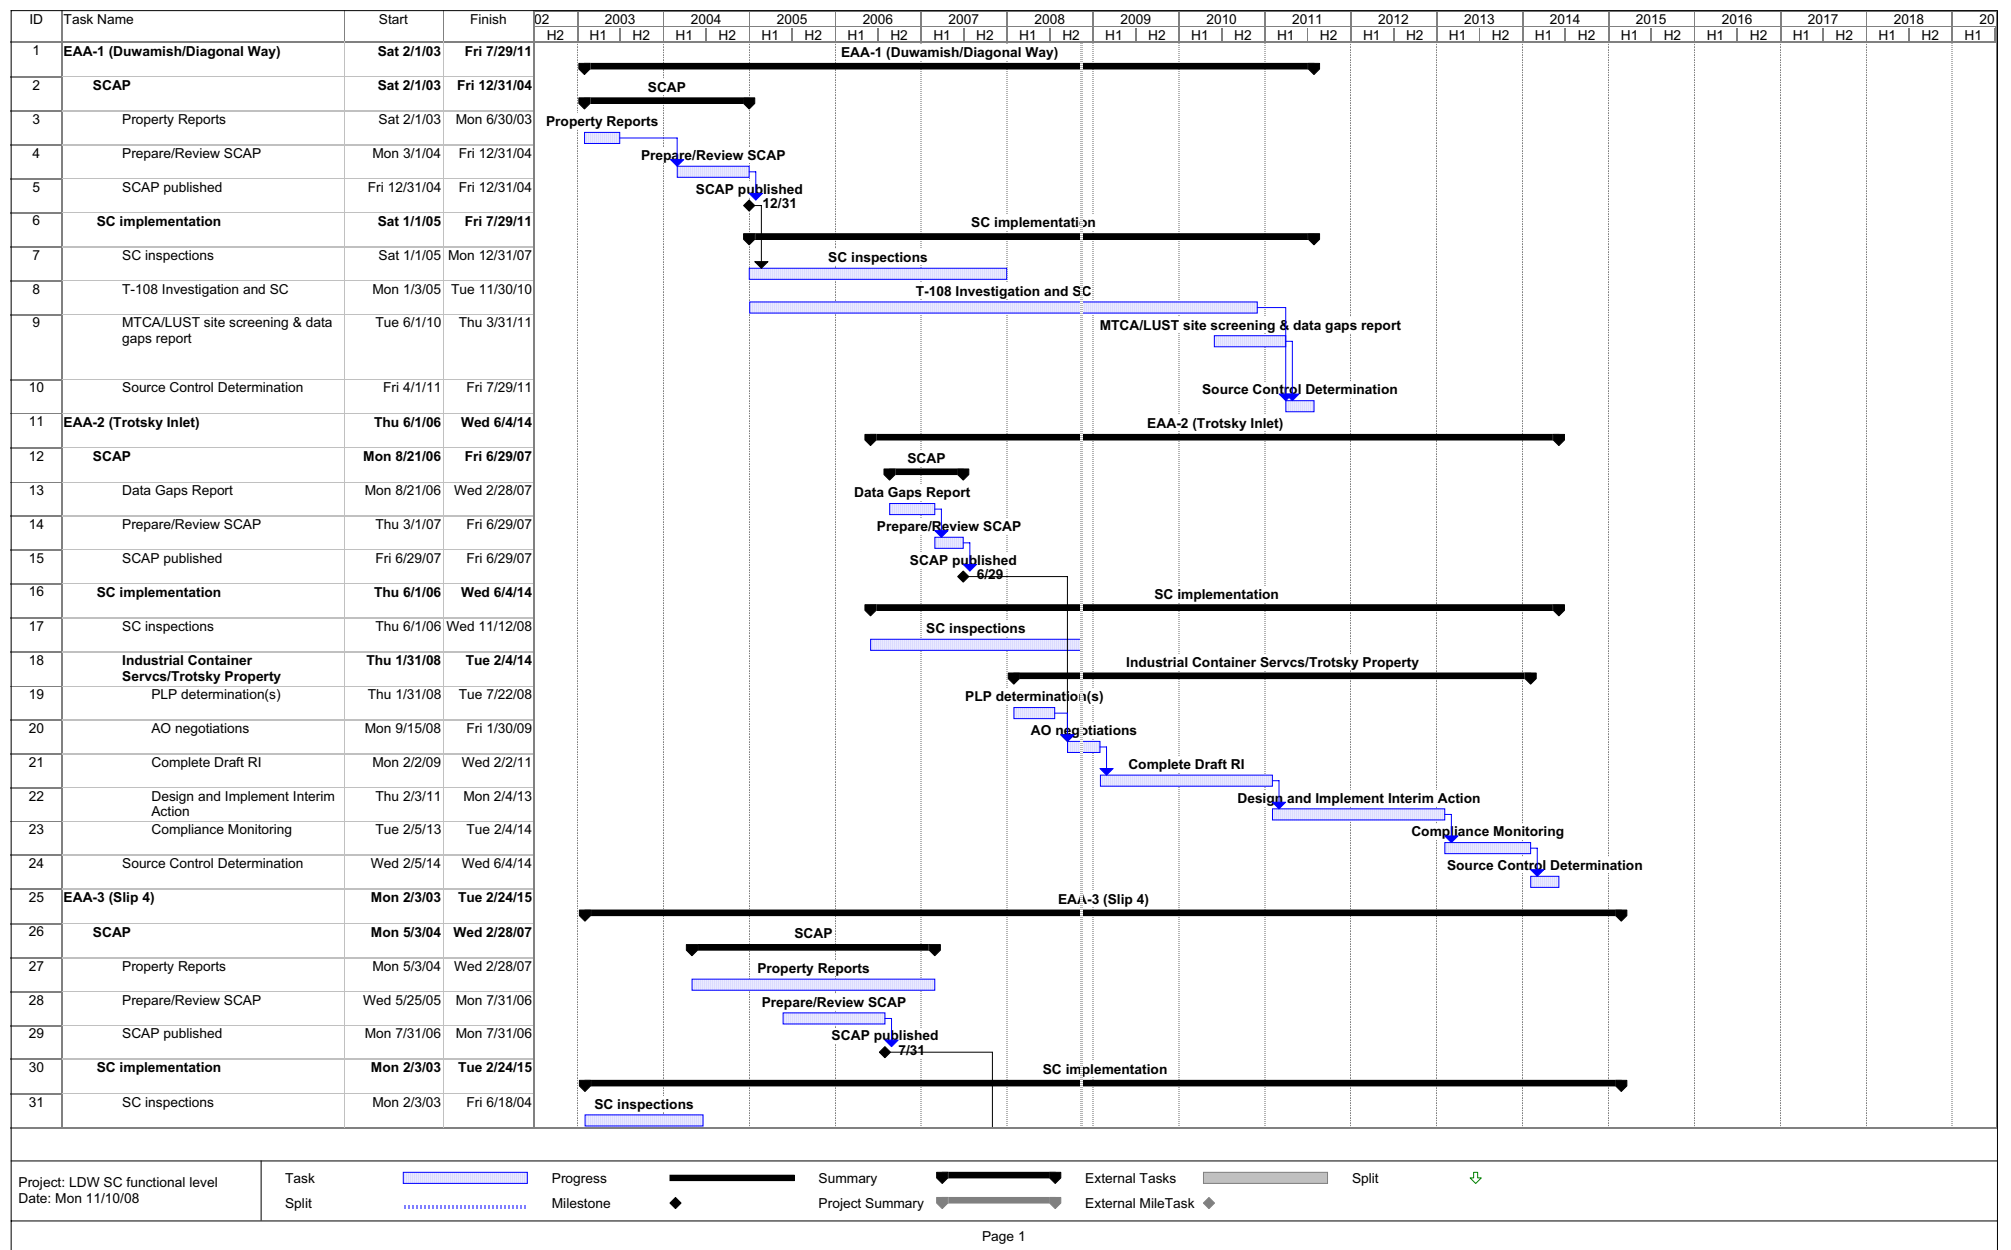 ID Task Name Start Finish 02 2003 2004 2005 2006 2007 2008 2009 2010 2011 2012 2013 2014 2015 2016 2017 2018 20
H2 H1 H2 H1 H2 H1 H2 H1 H2 H1 H2 H1 H2 H1 H2 H1 H2 H1 H2 H1 H2 H1 H2 H1 H2 H1 H2 H1 H2 H1 H2 H1 H2 H1
1 EAA-1 (Duwamish/Diagonal Way) Sat 2/1/03 Fri 7/29/11 EAA-1 (Duwamish/Diagonal Way)
2 SCAP Sat 2/1/03 Fri 12/31/04 SCAP
3 Property Reports Sat 2/1/03 Mon 6/30/03 Property Reports
4 Prepare/Review SCAP Mon 3/1/04 Fri 12/31/04 Prepare/Review SCAP
5 SCAP published Fri 12/31/04 Fri 12/31/04 SCAP published
12/31
6 SC implementation Sat 1/1/05 Fri 7/29/11 SC implementation
7 SC inspections Sat 1/1/05 Mon 12/31/07 SC inspections
8 T-108 Investigation and SC Mon 1/3/05 Tue 11/30/10 T-108 Investigation and SC
9 MTCA/LUST site screening & data Tue 6/1/10 Thu 3/31/11 MTCA/LUST site screening & data gaps report
gaps report
10 Source Control Determination Fri 4/1/11 Fri 7/29/11 Source Control Determination
11 EAA-2 (Trotsky Inlet) Thu 6/1/06 Wed 6/4/14 EAA-2 (Trotsky Inlet)
12 SCAP Mon 8/21/06 Fri 6/29/07 SCAP
13 Data Gaps Report Mon 8/21/06 Wed 2/28/07 Data Gaps Report
14 Prepare/Review SCAP Thu 3/1/07 Fri 6/29/07 Prepare/Review SCAP
15 SCAP published Fri 6/29/07 Fri 6/29/07 SCAP published
6/29
16 SC implementation Thu 6/1/06 Wed 6/4/14 SC implementation
17 SC inspections Thu 6/1/06 Wed 11/12/08 SC inspections
18 Industrial Container Thu 1/31/08 Tue 2/4/14 Industrial Container Servcs/Trotsky Property
Servcs/Trotsky Property
19 PLP determination(s) Thu 1/31/08 Tue 7/22/08 PLP determination(s)
20 AO negotiations Mon 9/15/08 Fri 1/30/09 AO negotiations
21 Complete Draft RI Mon 2/2/09 Wed 2/2/11 Complete Draft RI
22 Design and Implement Interim Thu 2/3/11 Mon 2/4/13 Design and Implement Interim Action
Action
23 Compliance Monitoring Tue 2/5/13 Tue 2/4/14 Compliance Monitoring
24 Source Control Determination Wed 2/5/14 Wed 6/4/14 Source Control Determination
25 EAA-3 (Slip 4) Mon 2/3/03 Tue 2/24/15 EAA-3 (Slip 4)
26 SCAP Mon 5/3/04 Wed 2/28/07 SCAP
27 Property Reports Mon 5/3/04 Wed 2/28/07 Property Reports
28 Prepare/Review SCAP Wed 5/25/05 Mon 7/31/06 Prepare/Review SCAP
29 SCAP published Mon 7/31/06 Mon 7/31/06 SCAP published
7/31
30 SC implementation Mon 2/3/03 Tue 2/24/15 SC implementation
31 SC inspections Mon 2/3/03 Fri 6/18/04 SC inspections
Project: LDW SC functional level
Date: Mon 11/10/08
Task Progress Summary External Tasks Split
Split Milestone Project Summary External MileTask
Page 1